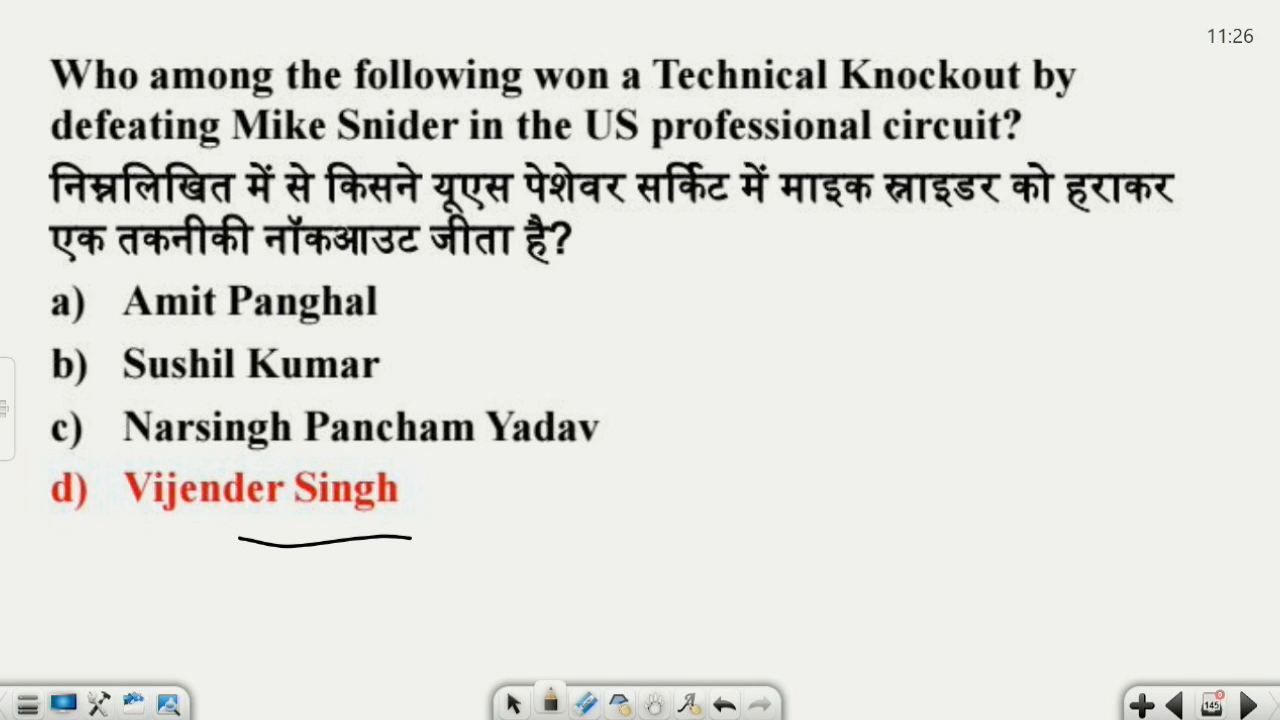 11:26
Who among the following won a Technical Knockout by
defeating Mike Snider in the US professional circuit?
निम्नलिखित में से किसने यूएस पेशेवर सर्किट में माइक स्नाइडर को हराकर
एक तकनीकी नॉकआउट जीता है?
a) Amit Panghal
b) Sushil Kumar
c) Narsingh Pancham Yadav
d) Vijender Singh
145